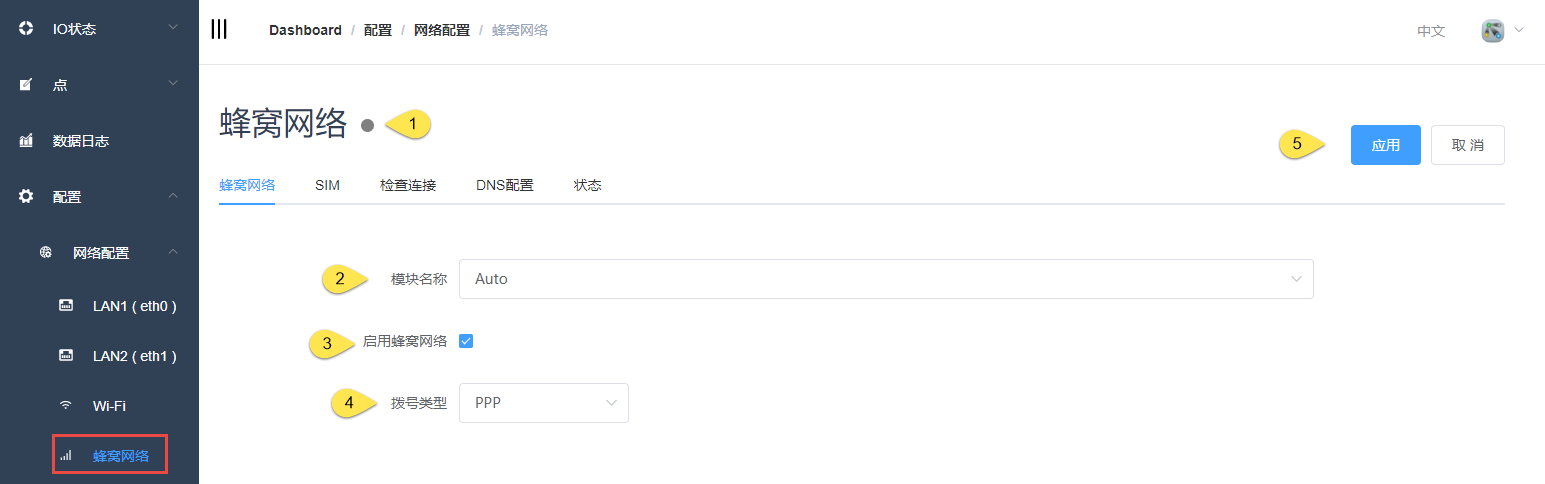 IO状态
点
数据日志
配置
网络配置
LAN1 ( eth0 )
LAN2 ( eth1 )
Wi-Fi
蜂窝网络
Dashboard / 配置 / 网络配置 / 蜂窝网络
中文
蜂窝网络
1
5
应用
取 消
蜂窝网络 SIM 检查连接 DNS配置 状态
2 模块名称 Auto
3 启用蜂窝网络
4 拨号类型 PPP